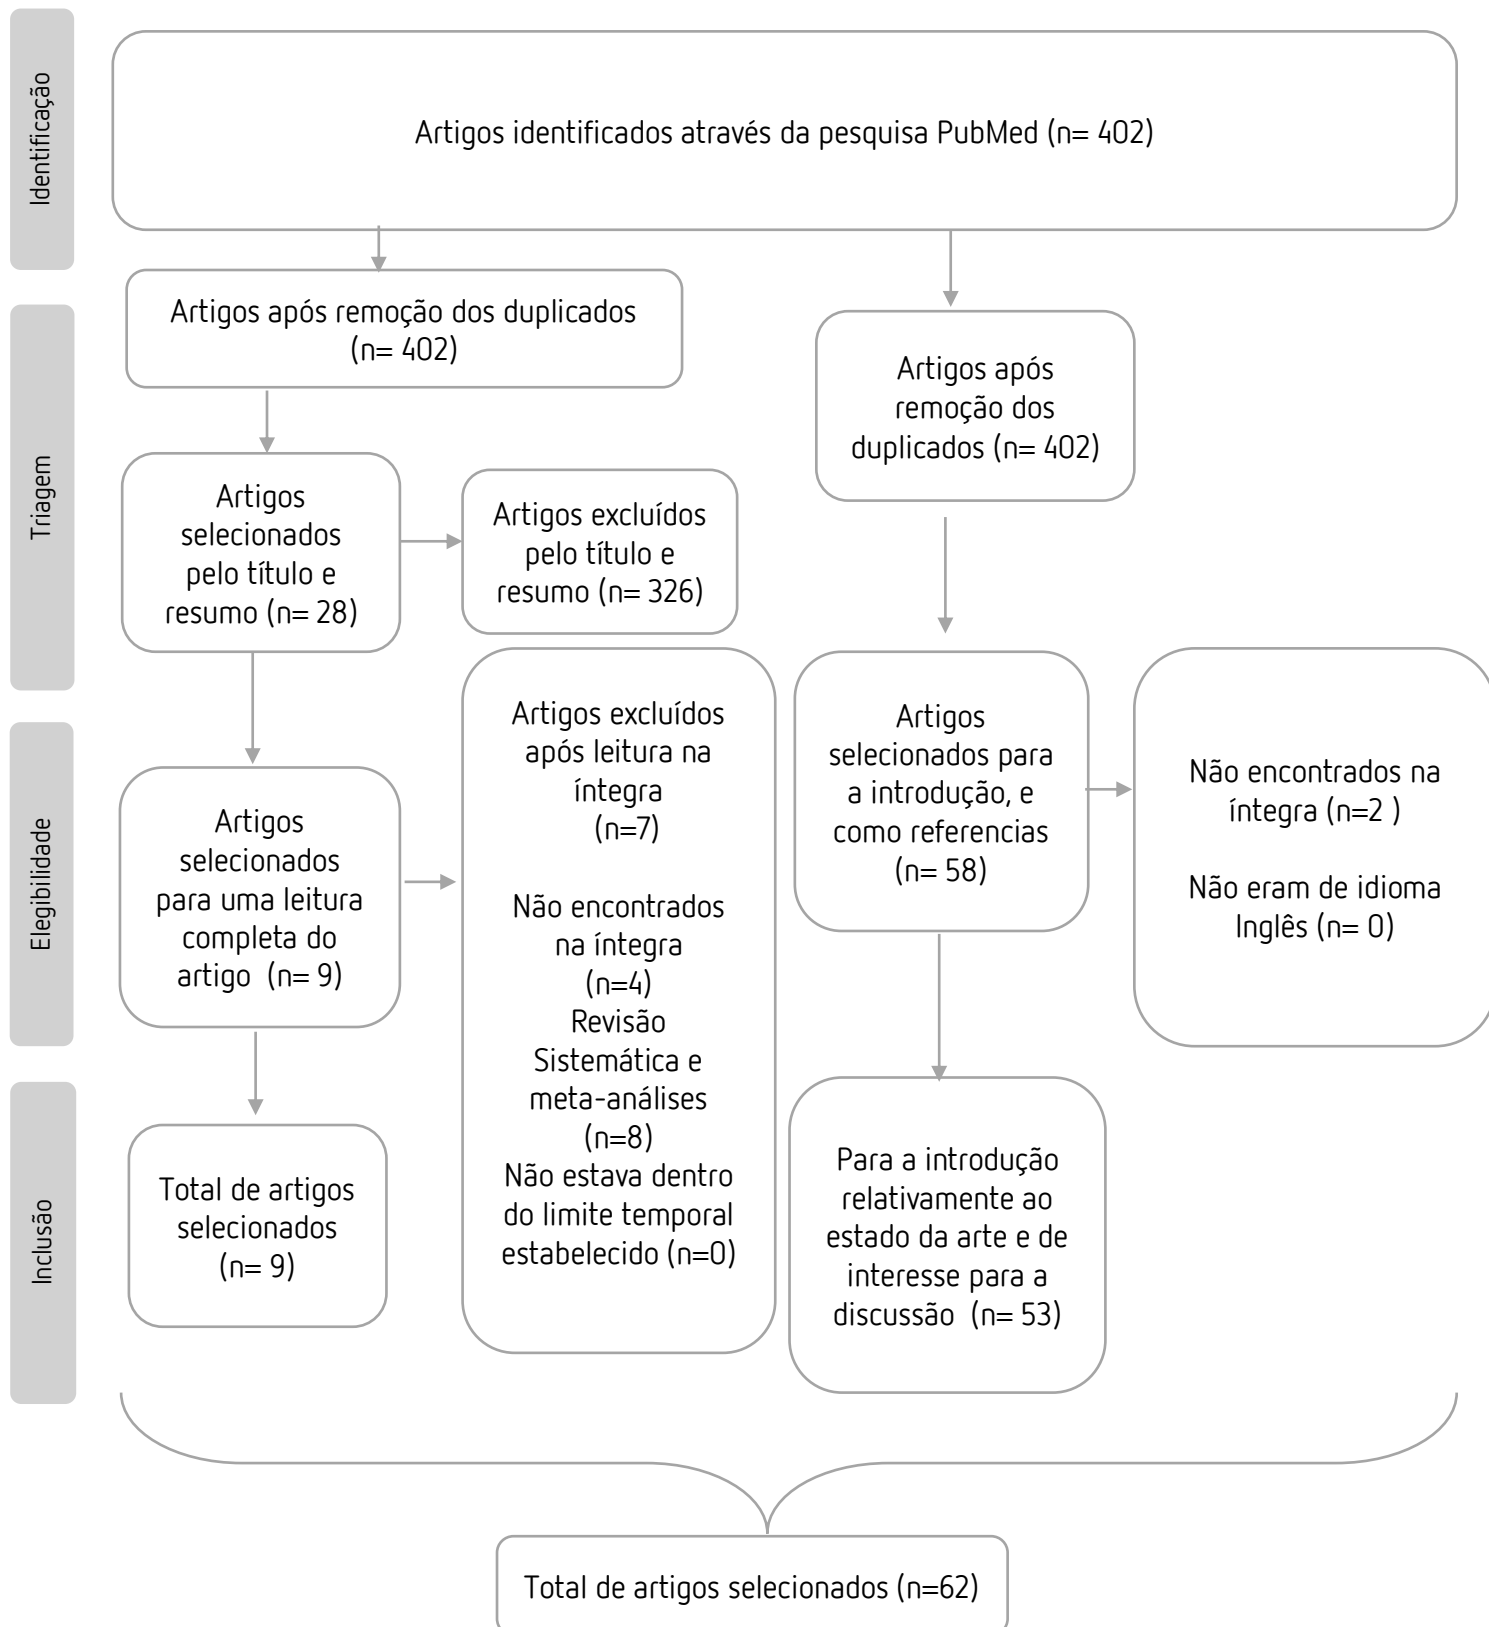 Identificação
Artigos identificados através da pesquisa PubMed (n= 402)
Artigos após remoção dos duplicados
(n= 402)
Artigos após
remoção dos
duplicados (n= 402)
Triagem
Artigos
selecionados
pelo título e
resumo (n= 28)
Artigos excluídos
pelo título e
resumo (n= 326)
Elegibilidade
Artigos
selecionados
para uma leitura
completa do
artigo (n= 9)
Artigos excluídos
após leitura na
íntegra
(n=7)
Não encontrados
na íntegra
(n=4)
Revisão
Sistemática e
meta-análises
(n=8)
Não estava dentro
do limite temporal
estabelecido (n=0)
Artigos
selecionados para
a introdução, e
como referencias
(n= 58)
Não encontrados na
íntegra (n=2 )
Não eram de idioma
Inglês (n= 0)
Inclusão
Total de artigos
selecionados
(n= 9)
Para a introdução
relativamente ao
estado da arte e de
interesse para a
discussão (n= 53)
Total de artigos selecionados (n=62)